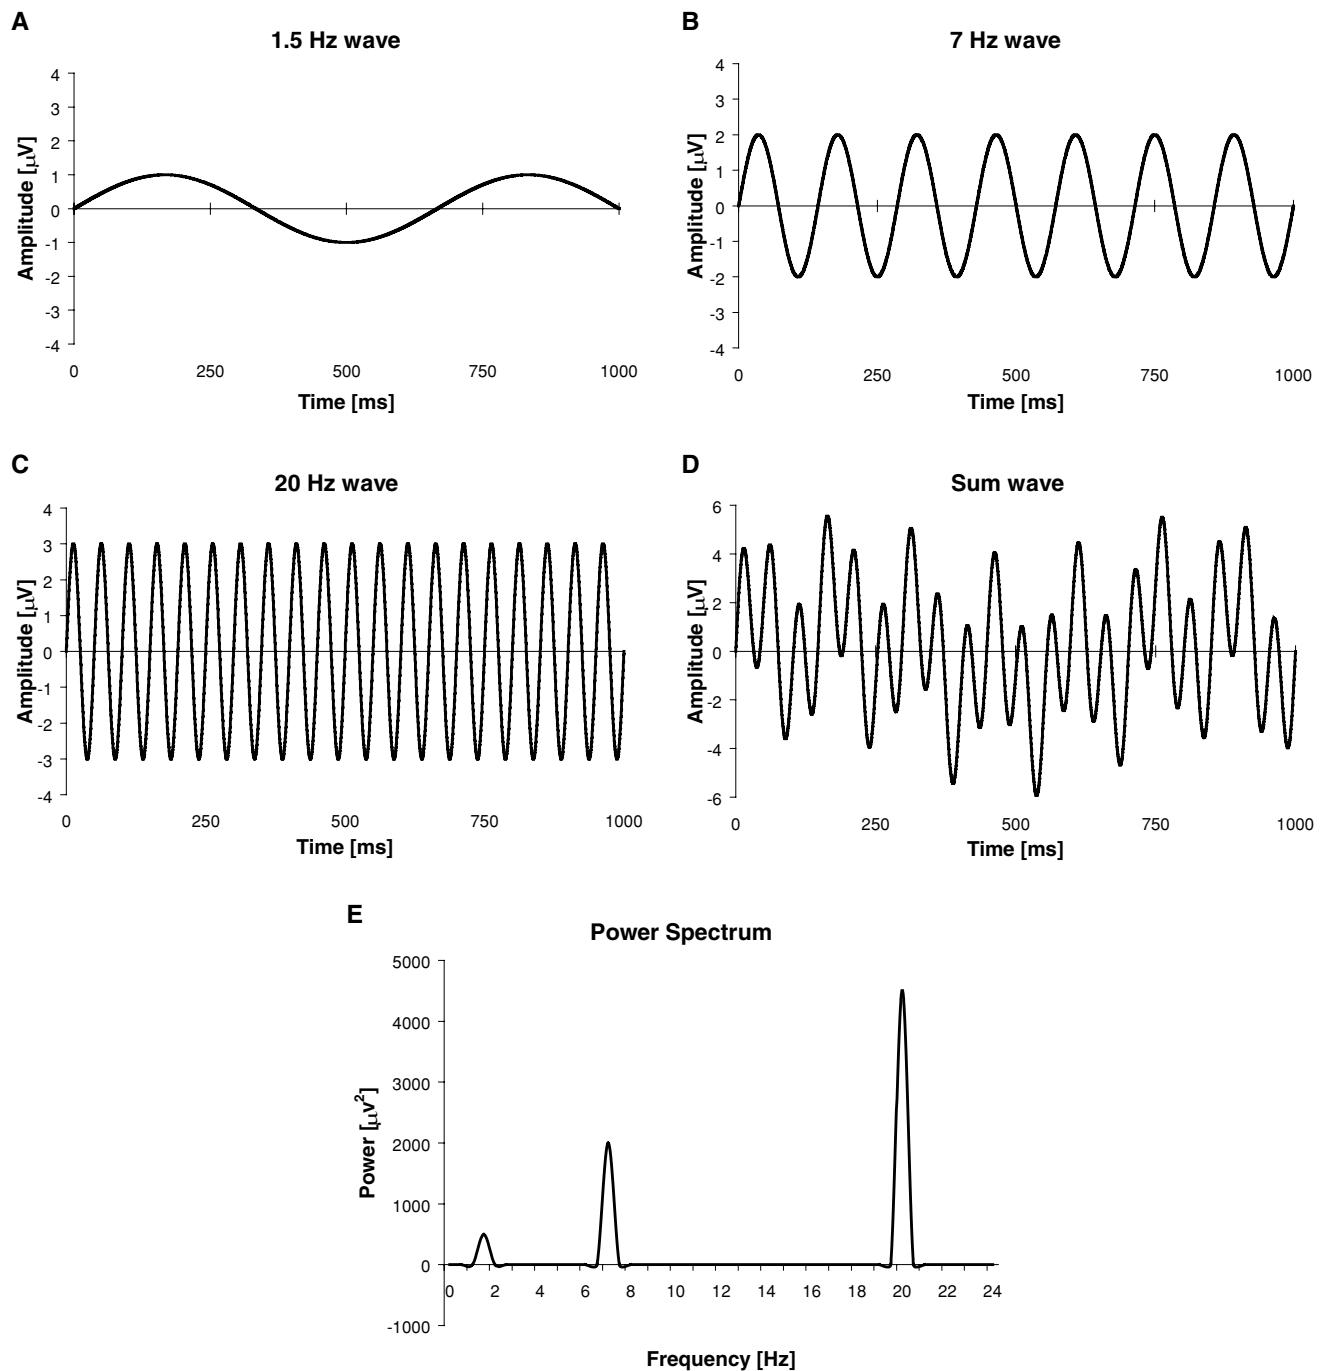 A
1.5 Hz wave
Amplitude [μV]
4
3
2
1
0
-1
-2
-3
-4
0 250 500 750 1000
Time [ms]
B
7 Hz wave
Amplitude [μV]
4
3
2
1
0
-1
-2
-3
-4
0 250 500 750 1000
Time [ms]
C
20 Hz wave
Amplitude [μV]
4
3
2
1
0
-1
-2
-3
-4
0 250 500 750 1000
Time [ms]
D
Sum wave
Amplitude [μV]
6
4
2
0
-2
-4
-6
0 250 500 750 1000
Time [ms]
E
Power Spectrum
Power [μv²]
5000
4000
3000
2000
1000
0
-1000
0 2 4 6 8 10 12 14 16 18 20 22 24
Frequency [Hz]